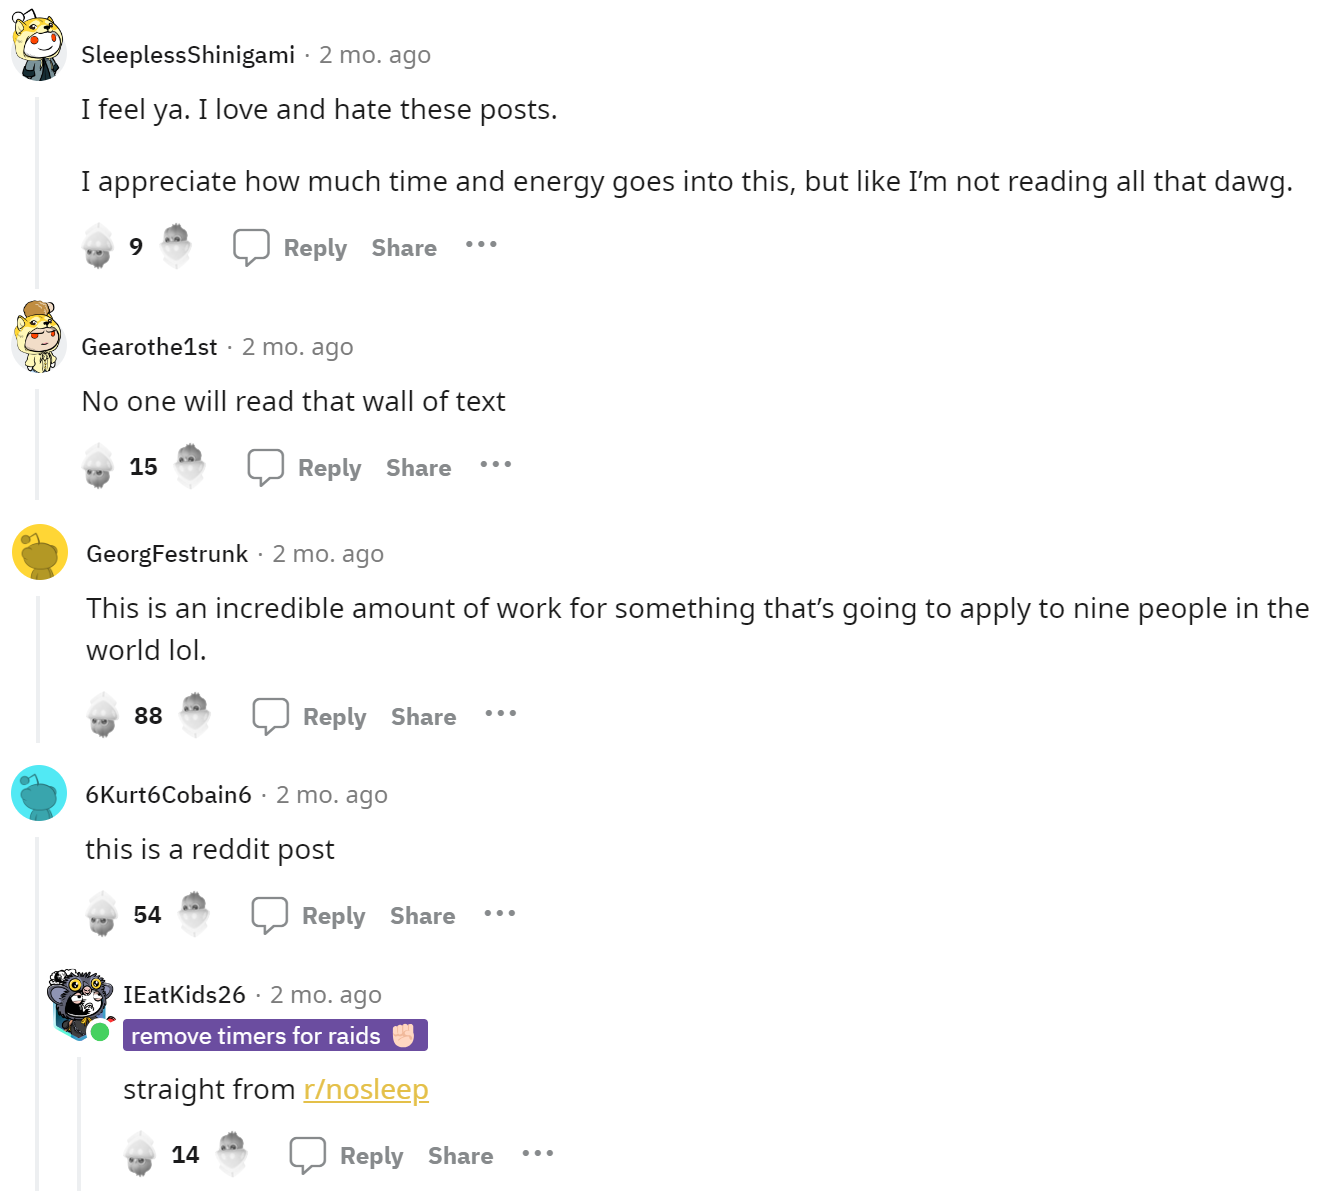 SleeplessShinigami · 2 mo. ago
I feel ya. I love and hate these posts.
I appreciate how much time and energy goes into this, but like I’m not reading all that dawg.
9 Reply Share ···
Gearothe1st · 2 mo. ago
No one will read that wall of text
15 Reply Share ···
GeorgFestrunk · 2 mo. ago
This is an incredible amount of work for something that’s going to apply to nine people in the
world lol.
88 Reply Share ···
6Kurt6Cobain6 · 2 mo. ago
this is a reddit post
54 Reply Share ···
IEatKids26 · 2 mo. ago
remove timers for raids ✊🏻
straight from r/nosleep
14 Reply Share ···